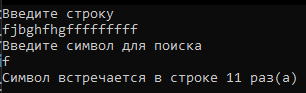 Введите строку
fjbghfhgfffffffff
Введите символ для поиска
f
Символ встречается в строке 11 раз(а)